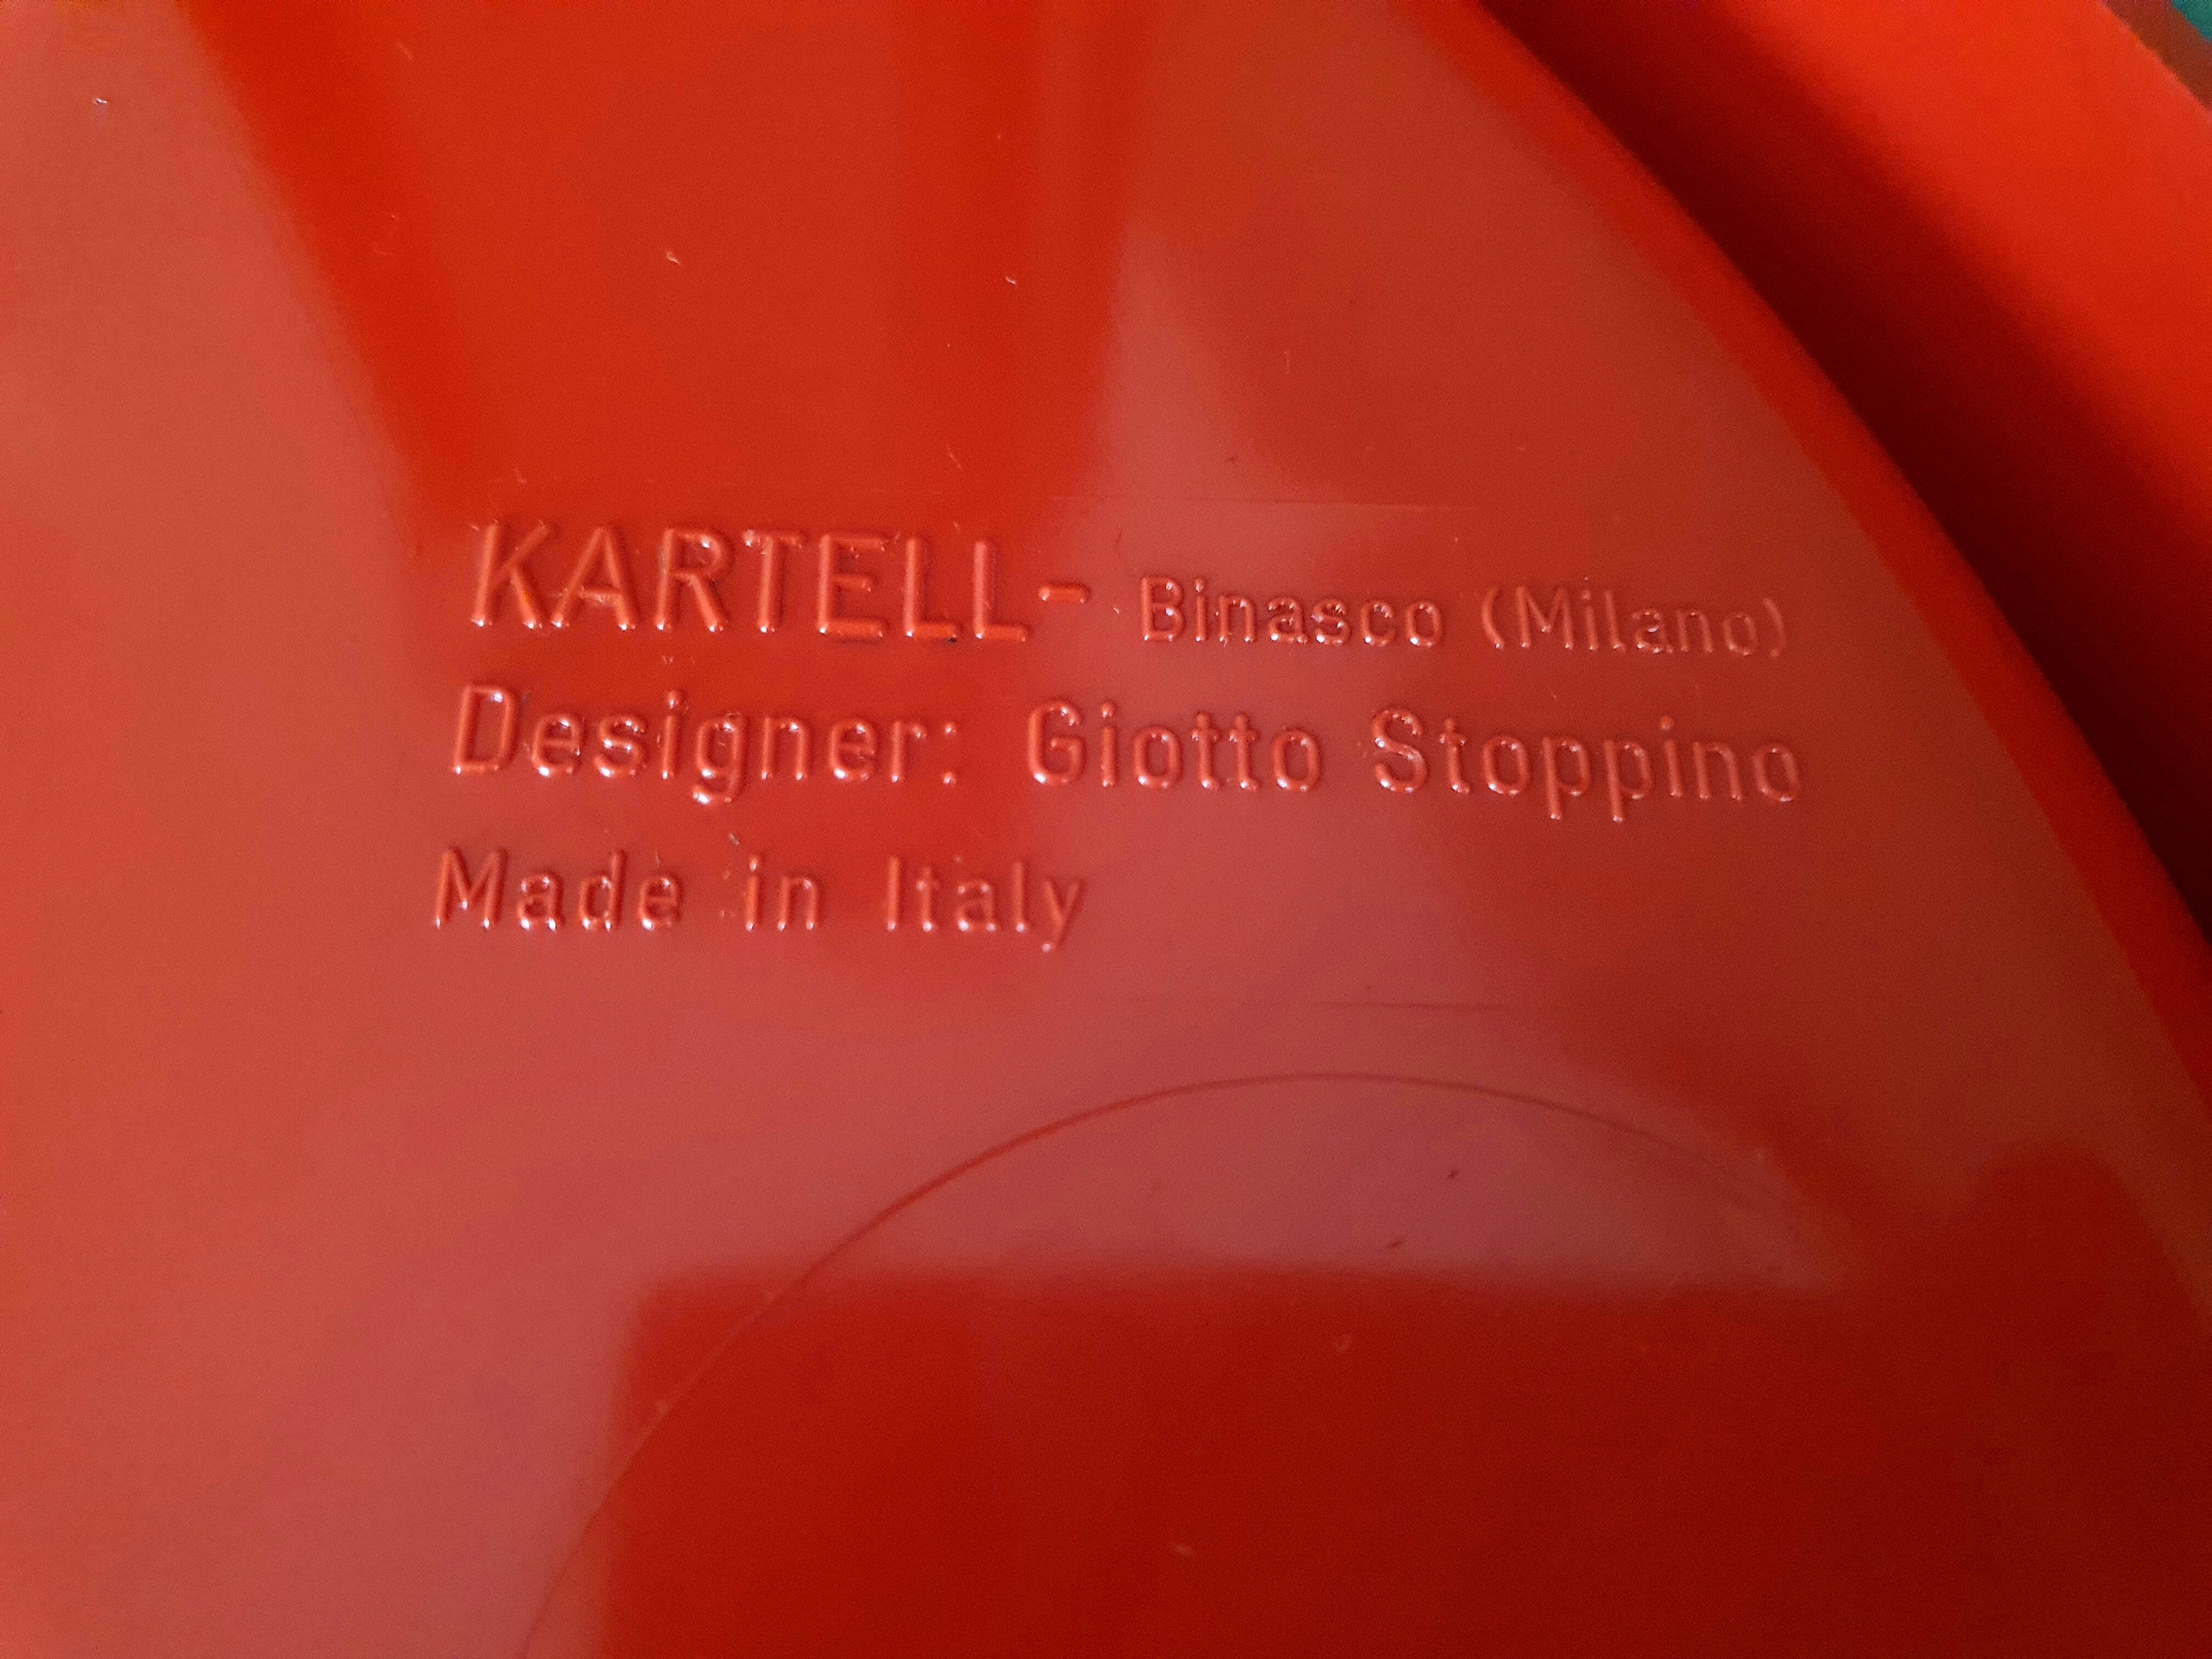 KARTELL- Binasco (Milano)
Designer: Giotto Stoppino
Made in Italy